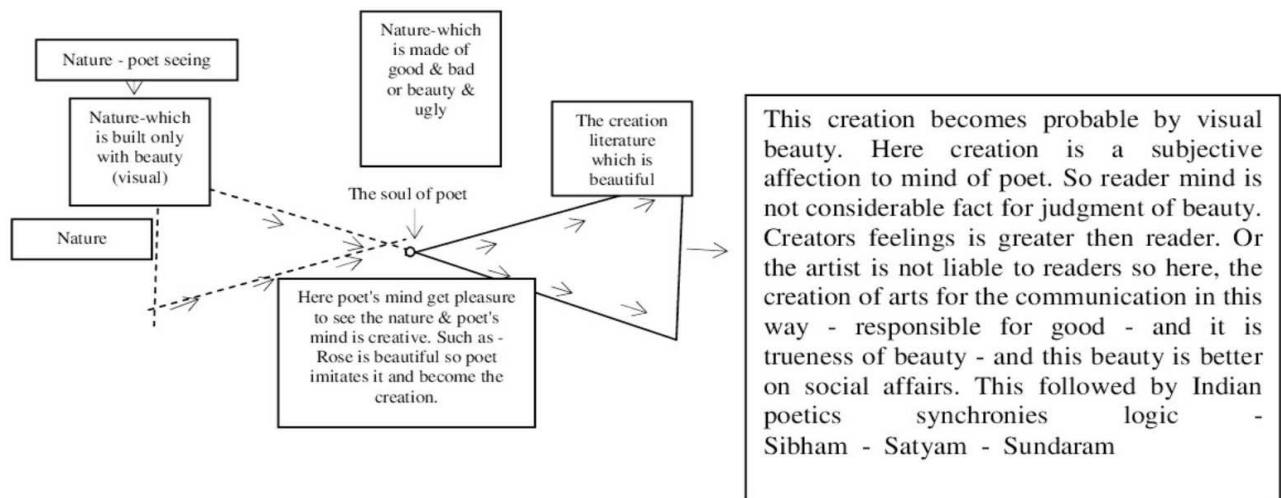 Nature - poet seeing
Nature-which
is built only
with beauty
(visual)
Nature
Nature-which
is made of
good & bad
or beauty &
ugly
The soul of poet
Here poet's mind get pleasure
to see the nature & poet's
mind is creative. Such as -
Rose is beautiful so poet
imitates it and become the
creation.
The creation
literature
which is
beautiful
This creation becomes probable by visual
beauty. Here creation is a subjective
affection to mind of poet. So reader mind is
not considerable fact for judgment of beauty.
Creators feelings is greater then reader. Or
the artist is not liable to readers so here, the
creation of arts for the communication in this
way - responsible for good - and it is
trueness of beauty - and this beauty is better
on social affairs. This followed by Indian
poetics synchronies logic -
Sibham - Satyam - Sundaram